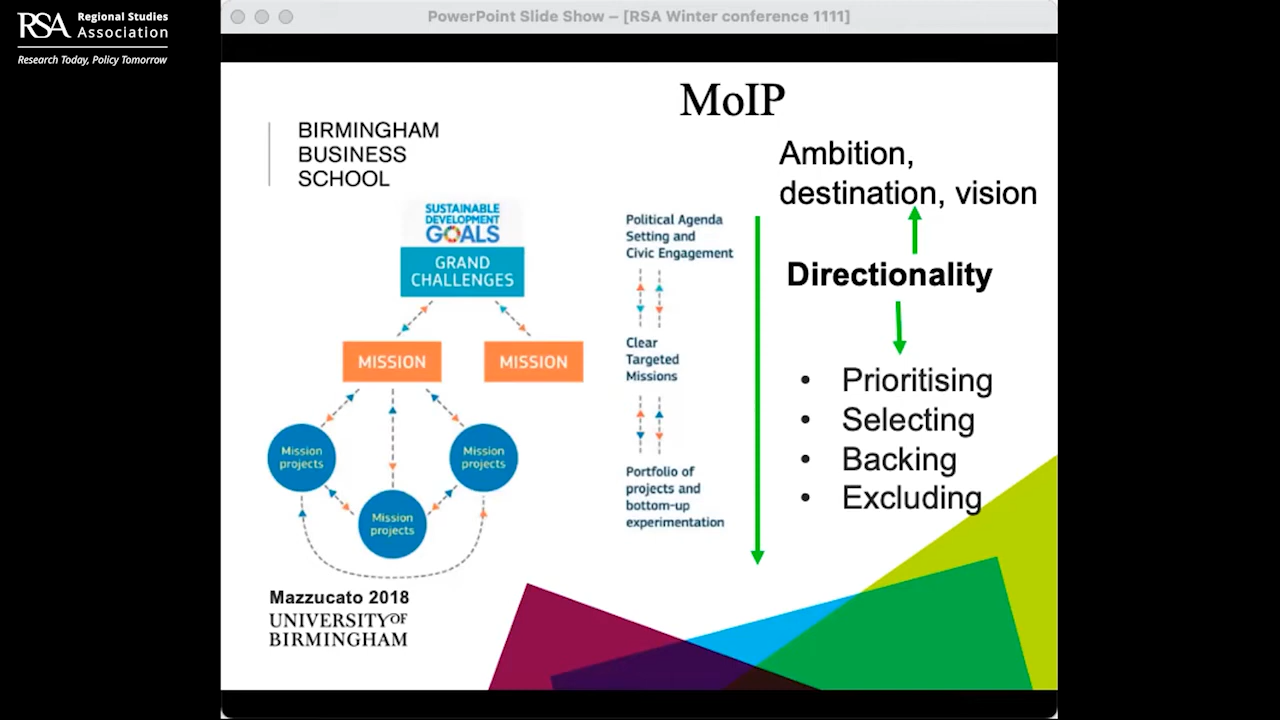 RSA Regional Studies
Association
Research Today, Policy Tomorrow
PowerPoint Slide Show – [RSA Winter conference 1111]
MoIP
BIRMINGHAM
BUSINESS
SCHOOL
Ambition,
destination, vision
Directionality
• Prioritising
• Selecting
• Backing
• Excluding
SUSTAINABLE
DEVELOPMENT
GOALS
GRAND
CHALLENGES
MISSION
MISSION
Mission
projects
Mission
projects
Mission
projects
Political Agenda
Setting and
Civic Engagement
Clear
Targeted
Missions
Portfolio of
projects and
bottom-up
experimentation
Mazzucato 2018
UNIVERSITY OF
BIRMINGHAM